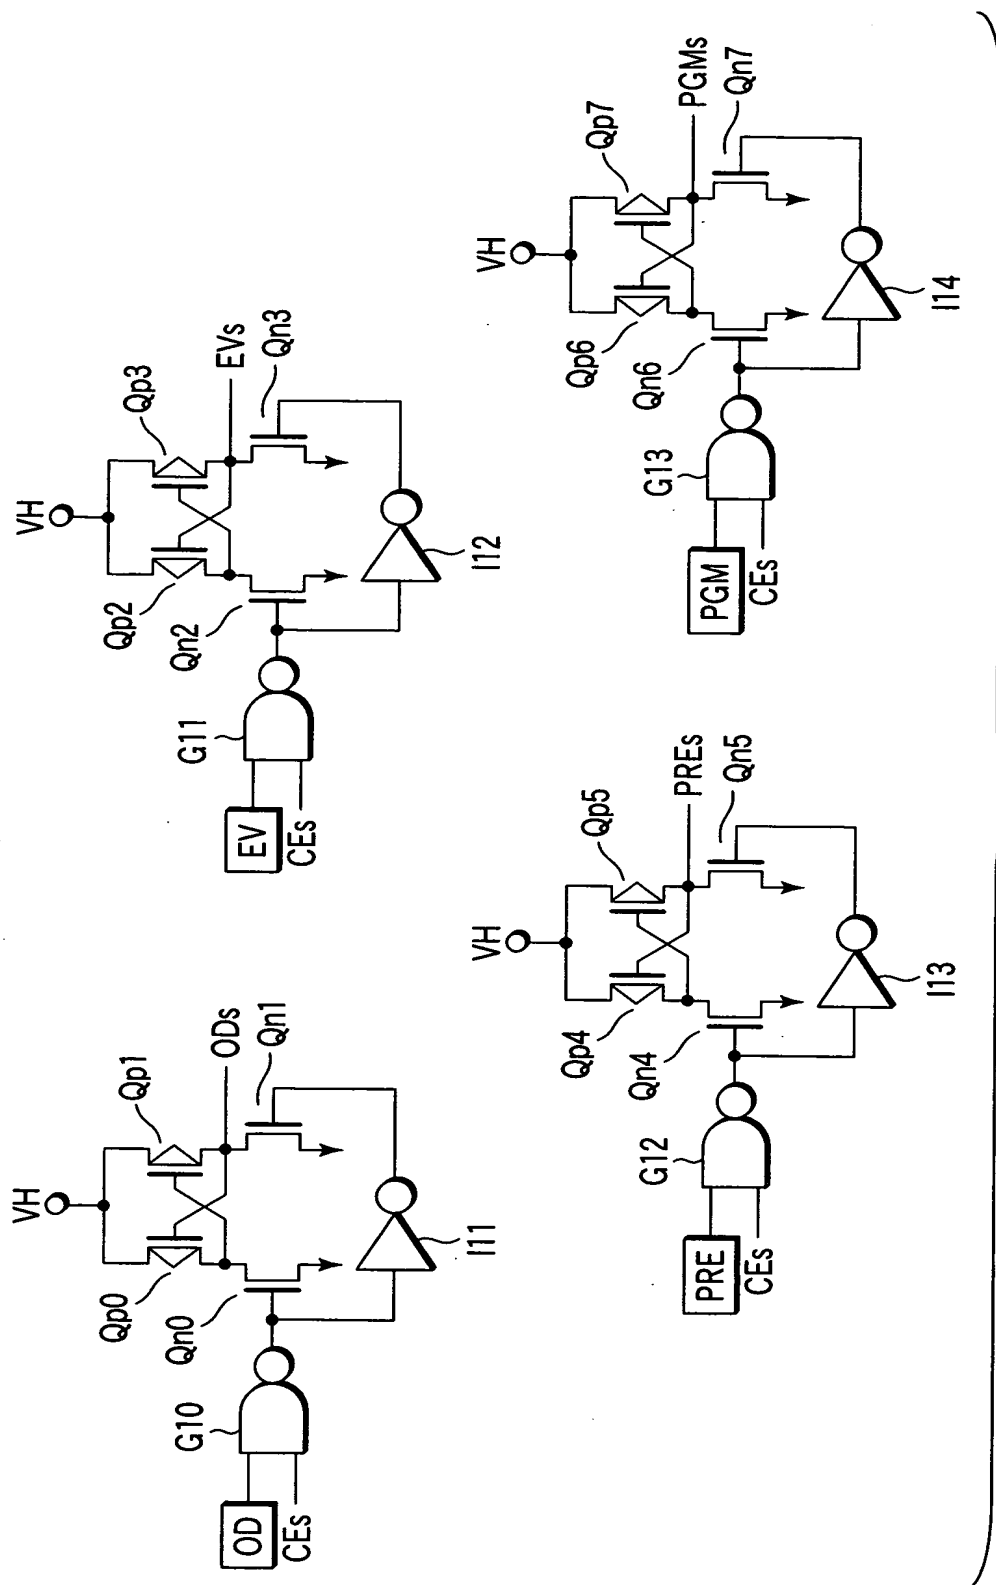 VH
Qp0
Qp1
ODs
Qn0
Qn1
G10
OD
CEs
I11
VH
Qp2
Qp3
EVs
Qn2
Qn3
G11
EV
CEs
I12
VH
Qp4
Qp5
PREs
Qn4
Qn5
G12
PRE
CEs
I13
VH
Qp6
Qp7
PGMs
Qn6
Qn7
G13
PGM
CEs
I14